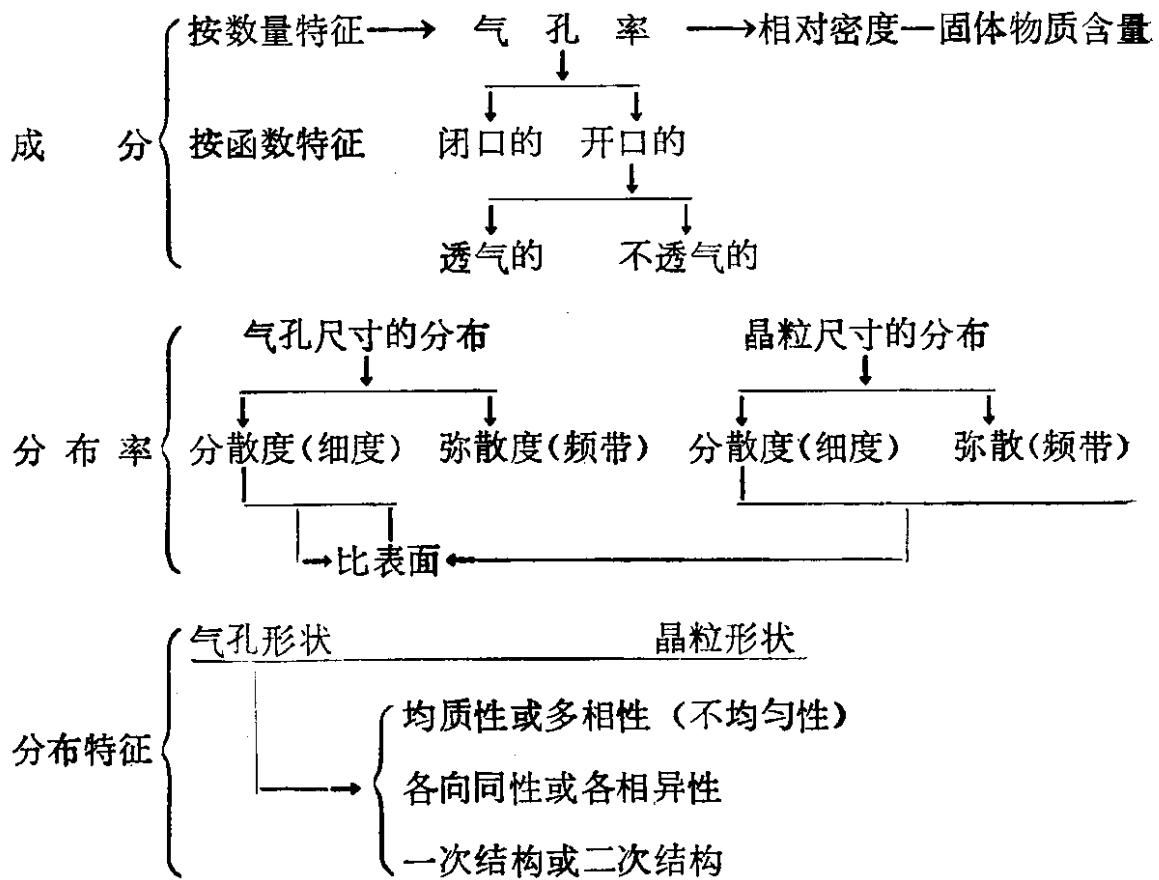 按数量特征 气孔率 相对密度—固体物质含量
成分 按函数特征 闭口的 开口的
透气的 不透气的
气孔尺寸的分布 晶粒尺寸的分布
分布率 分散度(细度) 弥散度(频带) 分散度(细度) 弥散(频带)
比表面
气孔形状 晶粒形状
均质性或多相性（不均匀性）
分布特征
各向同性或各相异性
一次结构或二次结构